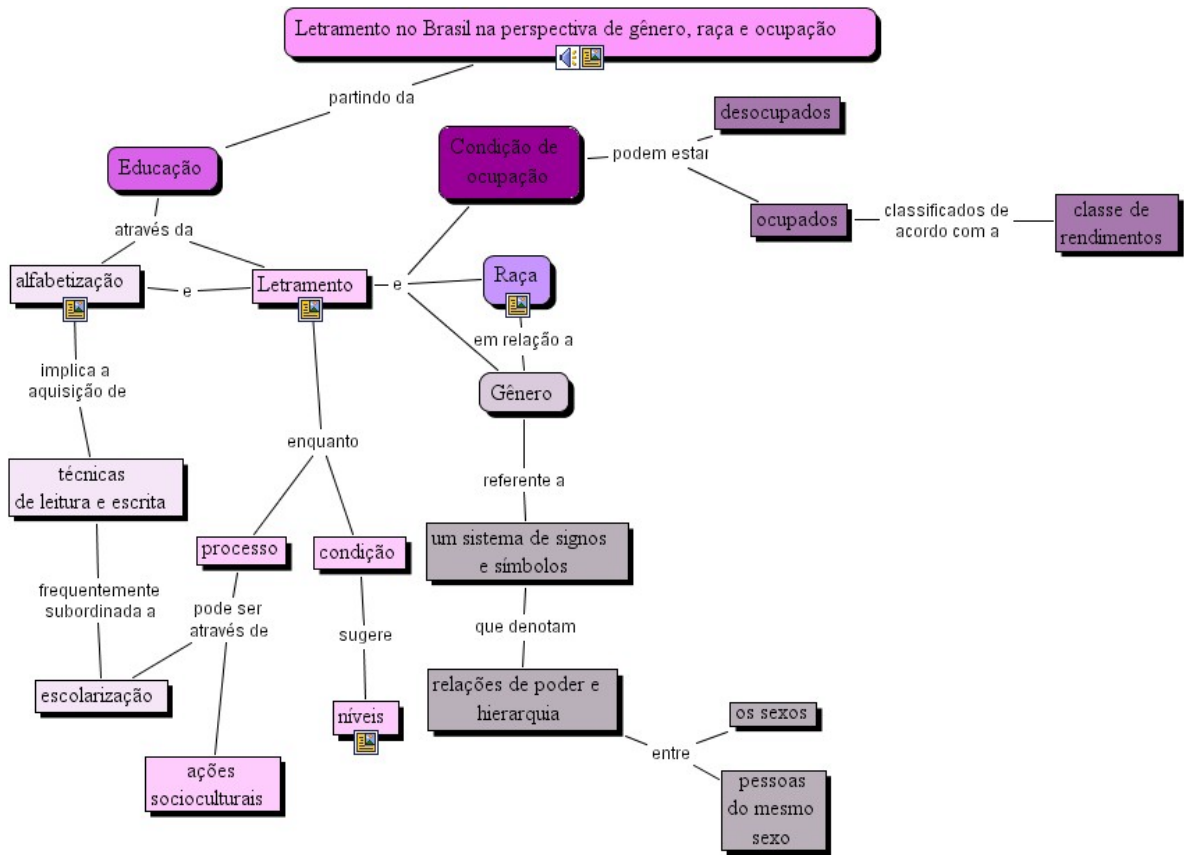 Letramento no Brasil na perspectiva de gênero, raça e ocupação
partindo da
desocupados
Condição de
ocupação
podem estar
Educação
ocupados
classificados de
acordo com a
classe de
rendimentos
através da
alfabetização
e
Letramento
e
Raça
em relação a
implica a
aquisição de
Gênero
enquanto
técnicas
de leitura e escrita
referente a
um sistema de signos
e símbolos
processo
condição
frequentemente
subordinada a
pode ser
através de
sugere
que denotam
escolarização
níveis
relações de poder e
hierarquia
os sexos
entre
ações
socioculturais
pessoas
do mesmo
sexo